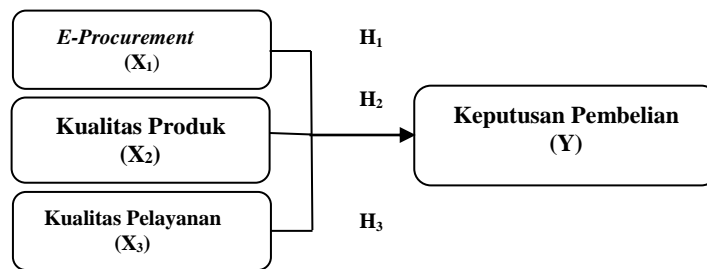 E-Procurement
(X₁)
H₁
Kualitas Produk
(X₂)
H₂
Keputusan Pembelian
(Y)
Kualitas Pelayanan
(X₃)
H₃